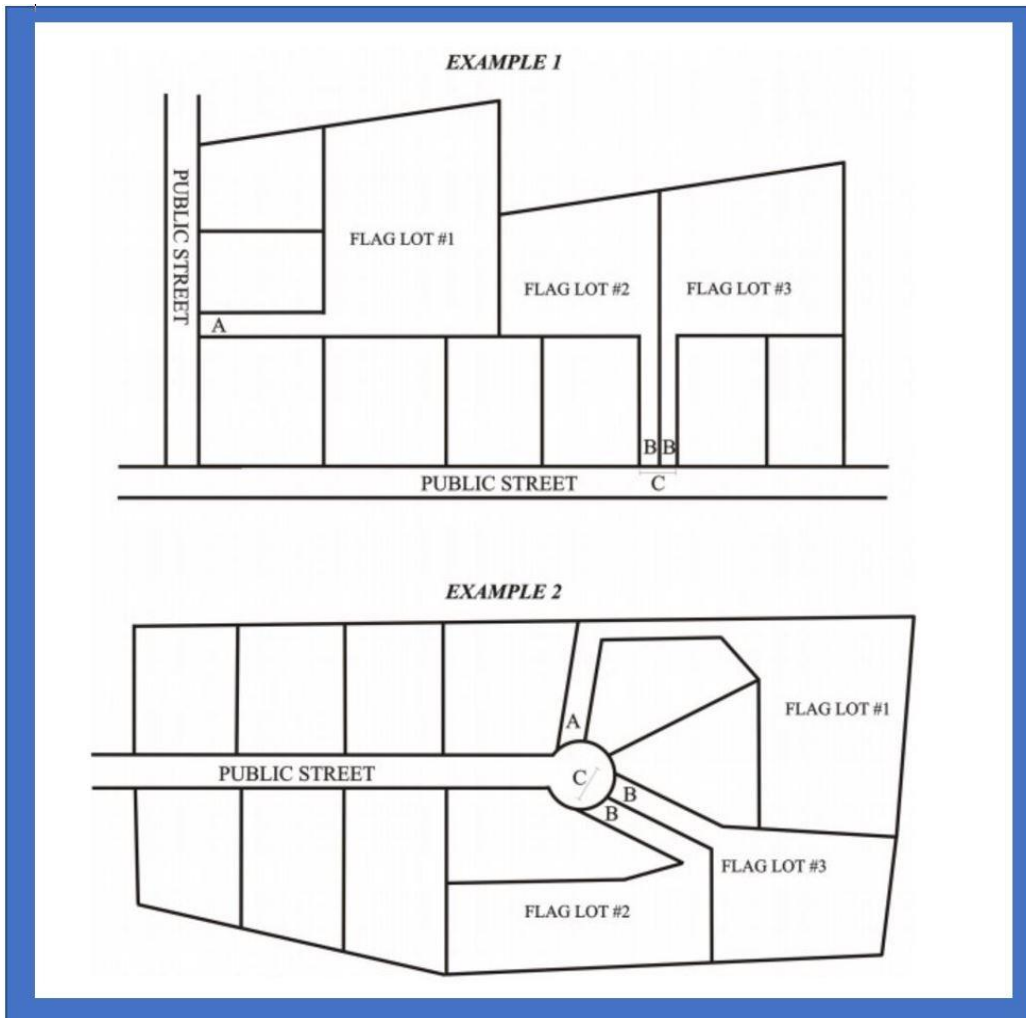 EXAMPLE 1
PUBLIC STREET
FLAG LOT #1
FLAG LOT #2
FLAG LOT #3
A
B
B
PUBLIC STREET
C
EXAMPLE 2
FLAG LOT #1
A
PUBLIC STREET
C
B
B
FLAG LOT #3
FLAG LOT #2